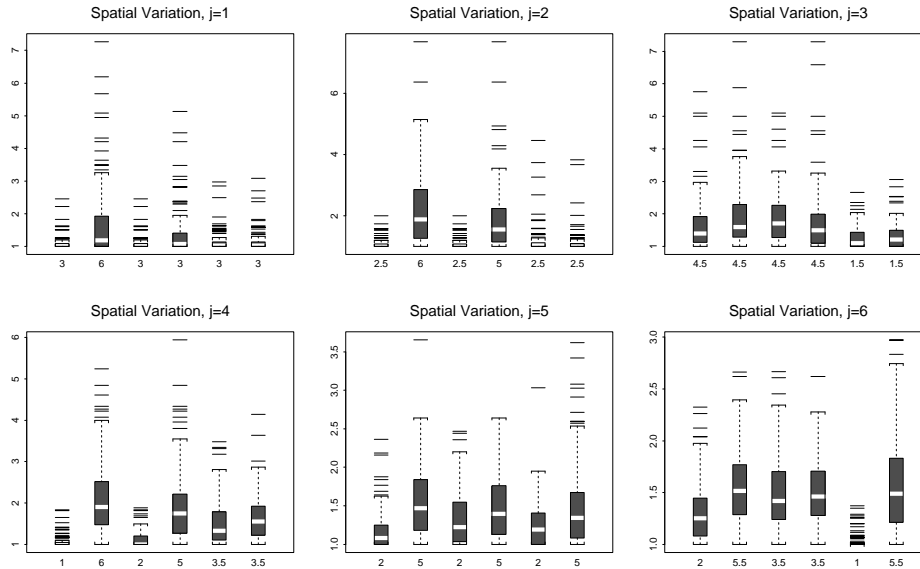 Spatial Variation, j=1
7
6
5
4
3
2
1
3 6 3 3 3 3
Spatial Variation, j=2
6
4
2
2.5 6 2.5 5 2.5 2.5
Spatial Variation, j=3
7
6
5
4
3
2
1
4.5 4.5 4.5 4.5 1.5 1.5
Spatial Variation, j=4
6
5
4
3
2
1
1 6 2 5 3.5 3.5
Spatial Variation, j=5
3.5
3.0
2.5
2.0
1.5
1.0
2 5 2 5 2 5
Spatial Variation, j=6
3.0
2.5
2.0
1.5
1.0
2 5.5 3.5 3.5 1 5.5